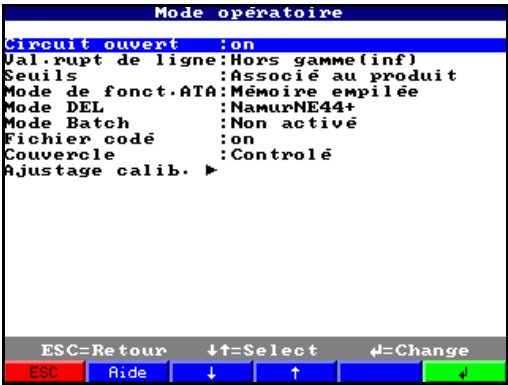 Mode opératoire
Circuit ouvert :on
Val.rupt de ligne:Hors gamme(inf)
Seuils :Associé au produit
Mode de fonct.ATA:Mémoire empilée
Mode DEL :NamurNE44+
Mode Batch :Non activé
Fichier codé :on
Couvercle :Controlé
Ajustage calib. ►
ESC=Retour ↓↑=Select ↲=Change
ESC Aide ↓ ↑ ↲